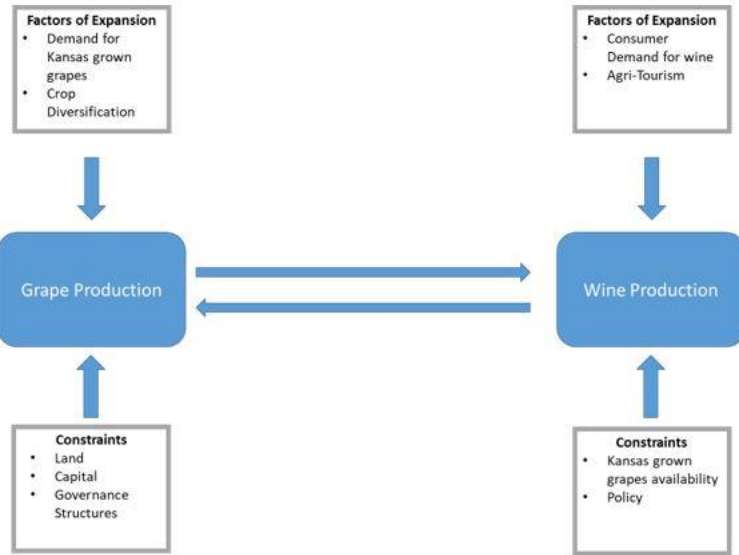 Factors of Expansion
• Demand for
Kansas grown
grapes
• Crop
Diversification
Factors of Expansion
• Consumer
Demand for wine
• Agri-Tourism
Grape Production
Wine Production
Constraints
• Land
• Capital
• Governance
Structures
Constraints
• Kansas grown
grapes availability
• Policy